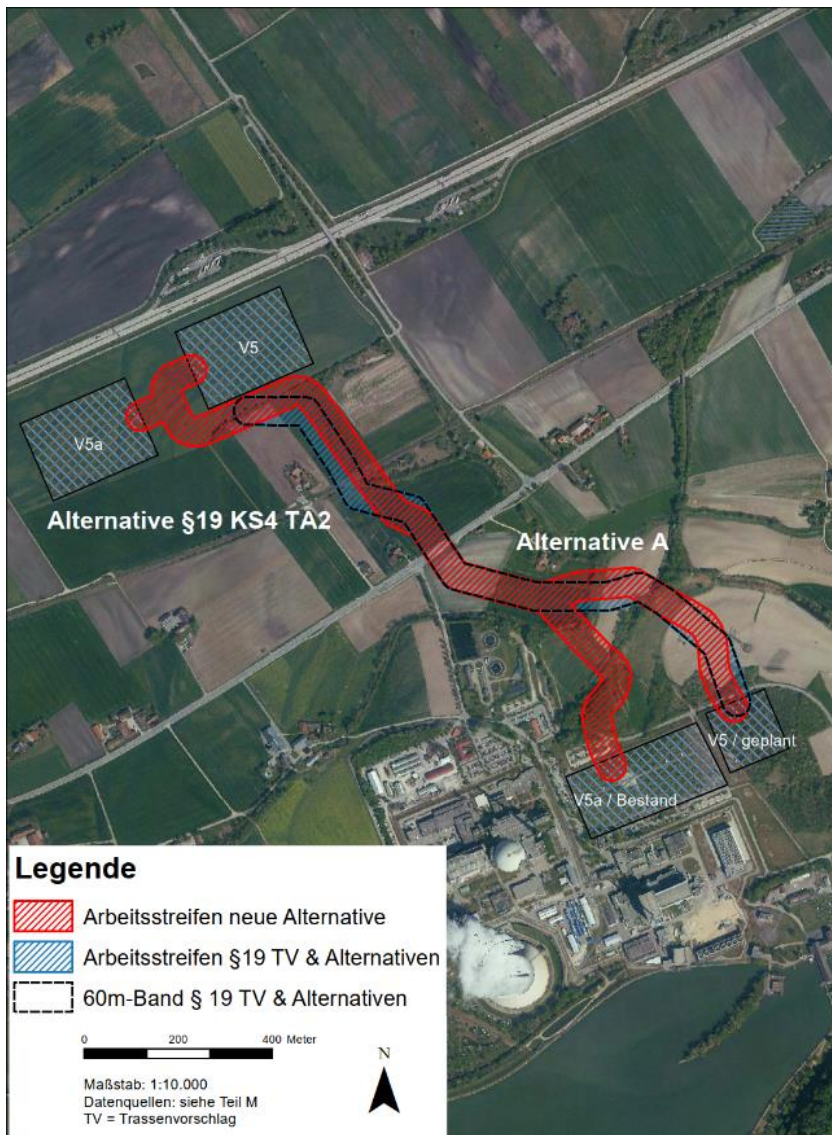 V5
V5a
Alternative §19 KS4 TA2
Alternative A
V5 / geplant
V5a / Bestand
Legende
Arbeitsstreifen neue Alternative
Arbeitsstreifen §19 TV & Alternativen
60m-Band § 19 TV & Alternativen
0 200 400 Meter
N
Maßstab: 1:10.000
Datenquellen: siehe Teil M
TV = Trassenvorschlag